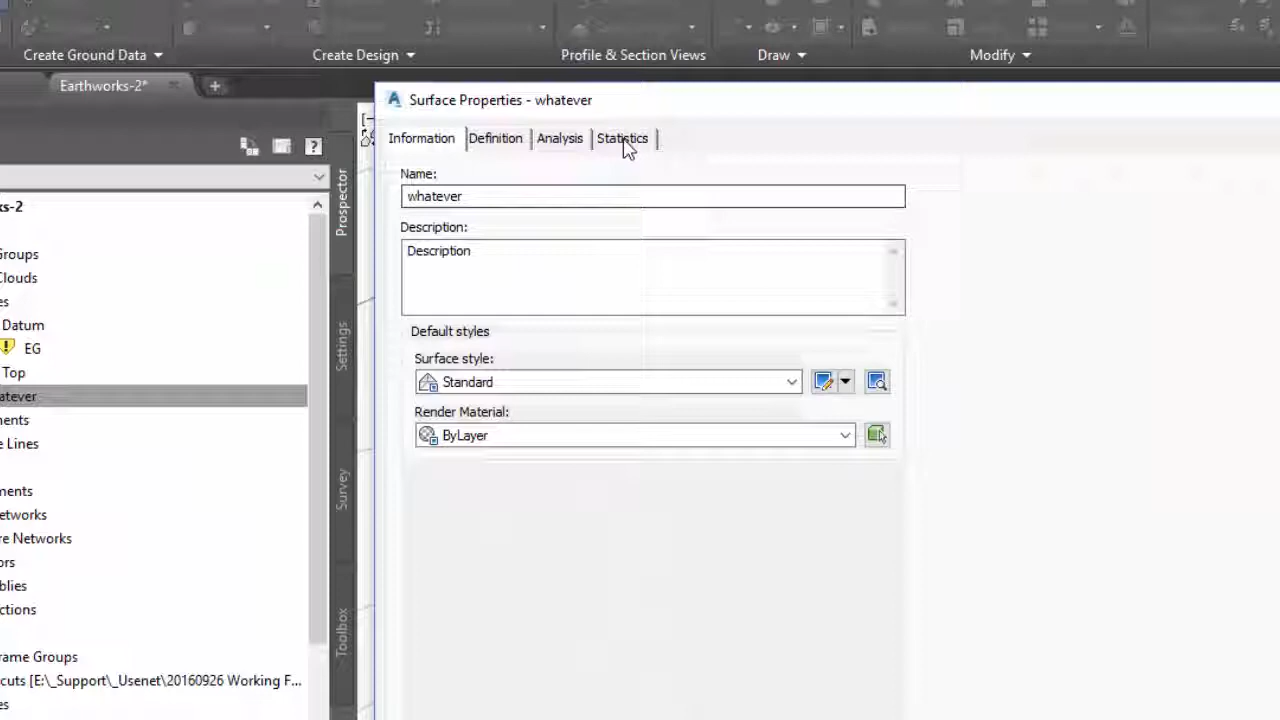 Create Ground Data
Create Design
Profile & Section Views
Draw
Modify
Earthworks-2*
Surface Properties - whatever
Information
Definition
Analysis
Statistics
Name:
whatever
Description:
Description
Default styles
Surface style:
Standard
Render Material:
ByLayer
Prospector
Settings
Survey
Toolbox
ks-2
Groups
Clouds
es
Datum
EG
Top
atever
ments
e Lines
ments
etworks
re Networks
ors
blies
ctions
rame Groups
cuts [E:\_Support\_Usenet\20160926 Working F...
es